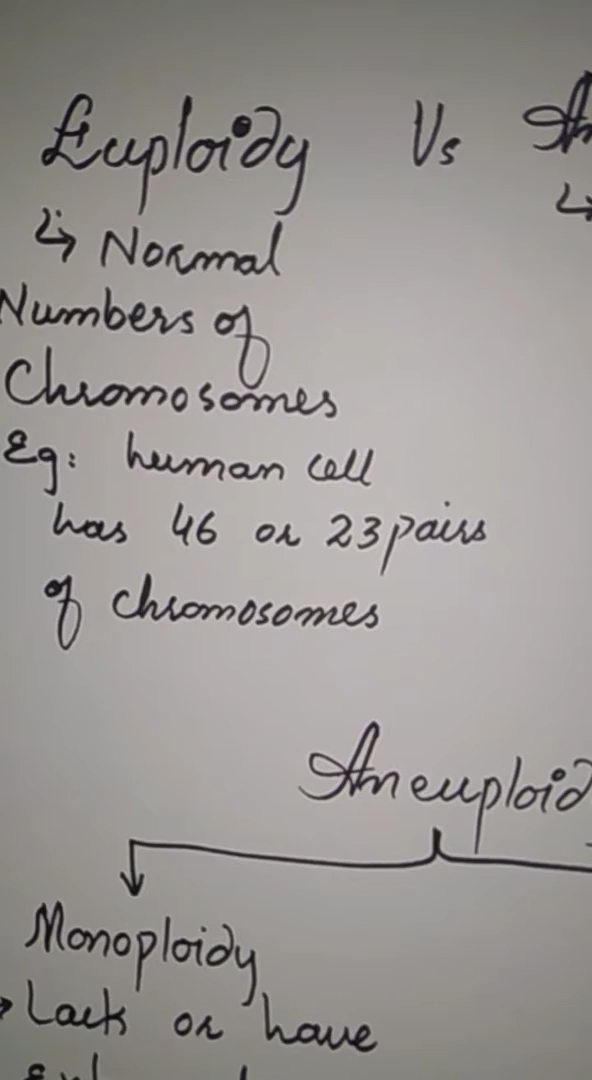 Euploidy Vs
↳ Normal
Numbers of
Chromosomes
Eg: human cell
has 46 or 23 pairs
of chromosomes
Aneuploid
Monoploidy
→ Lack or have